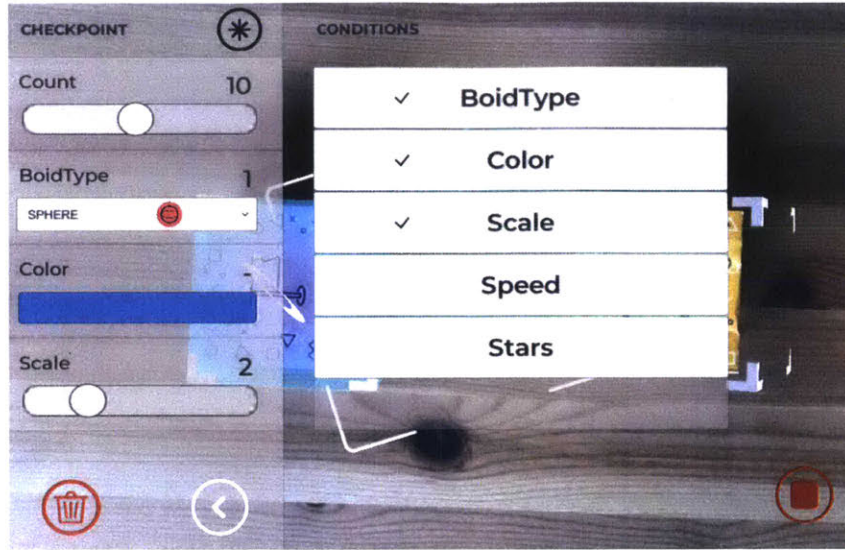 CHECKPOINT
Count 10
BoidType 1
SPHERE
Color -
Scale 2
CONDITIONS
BoidType
Color
Scale
Speed
Stars